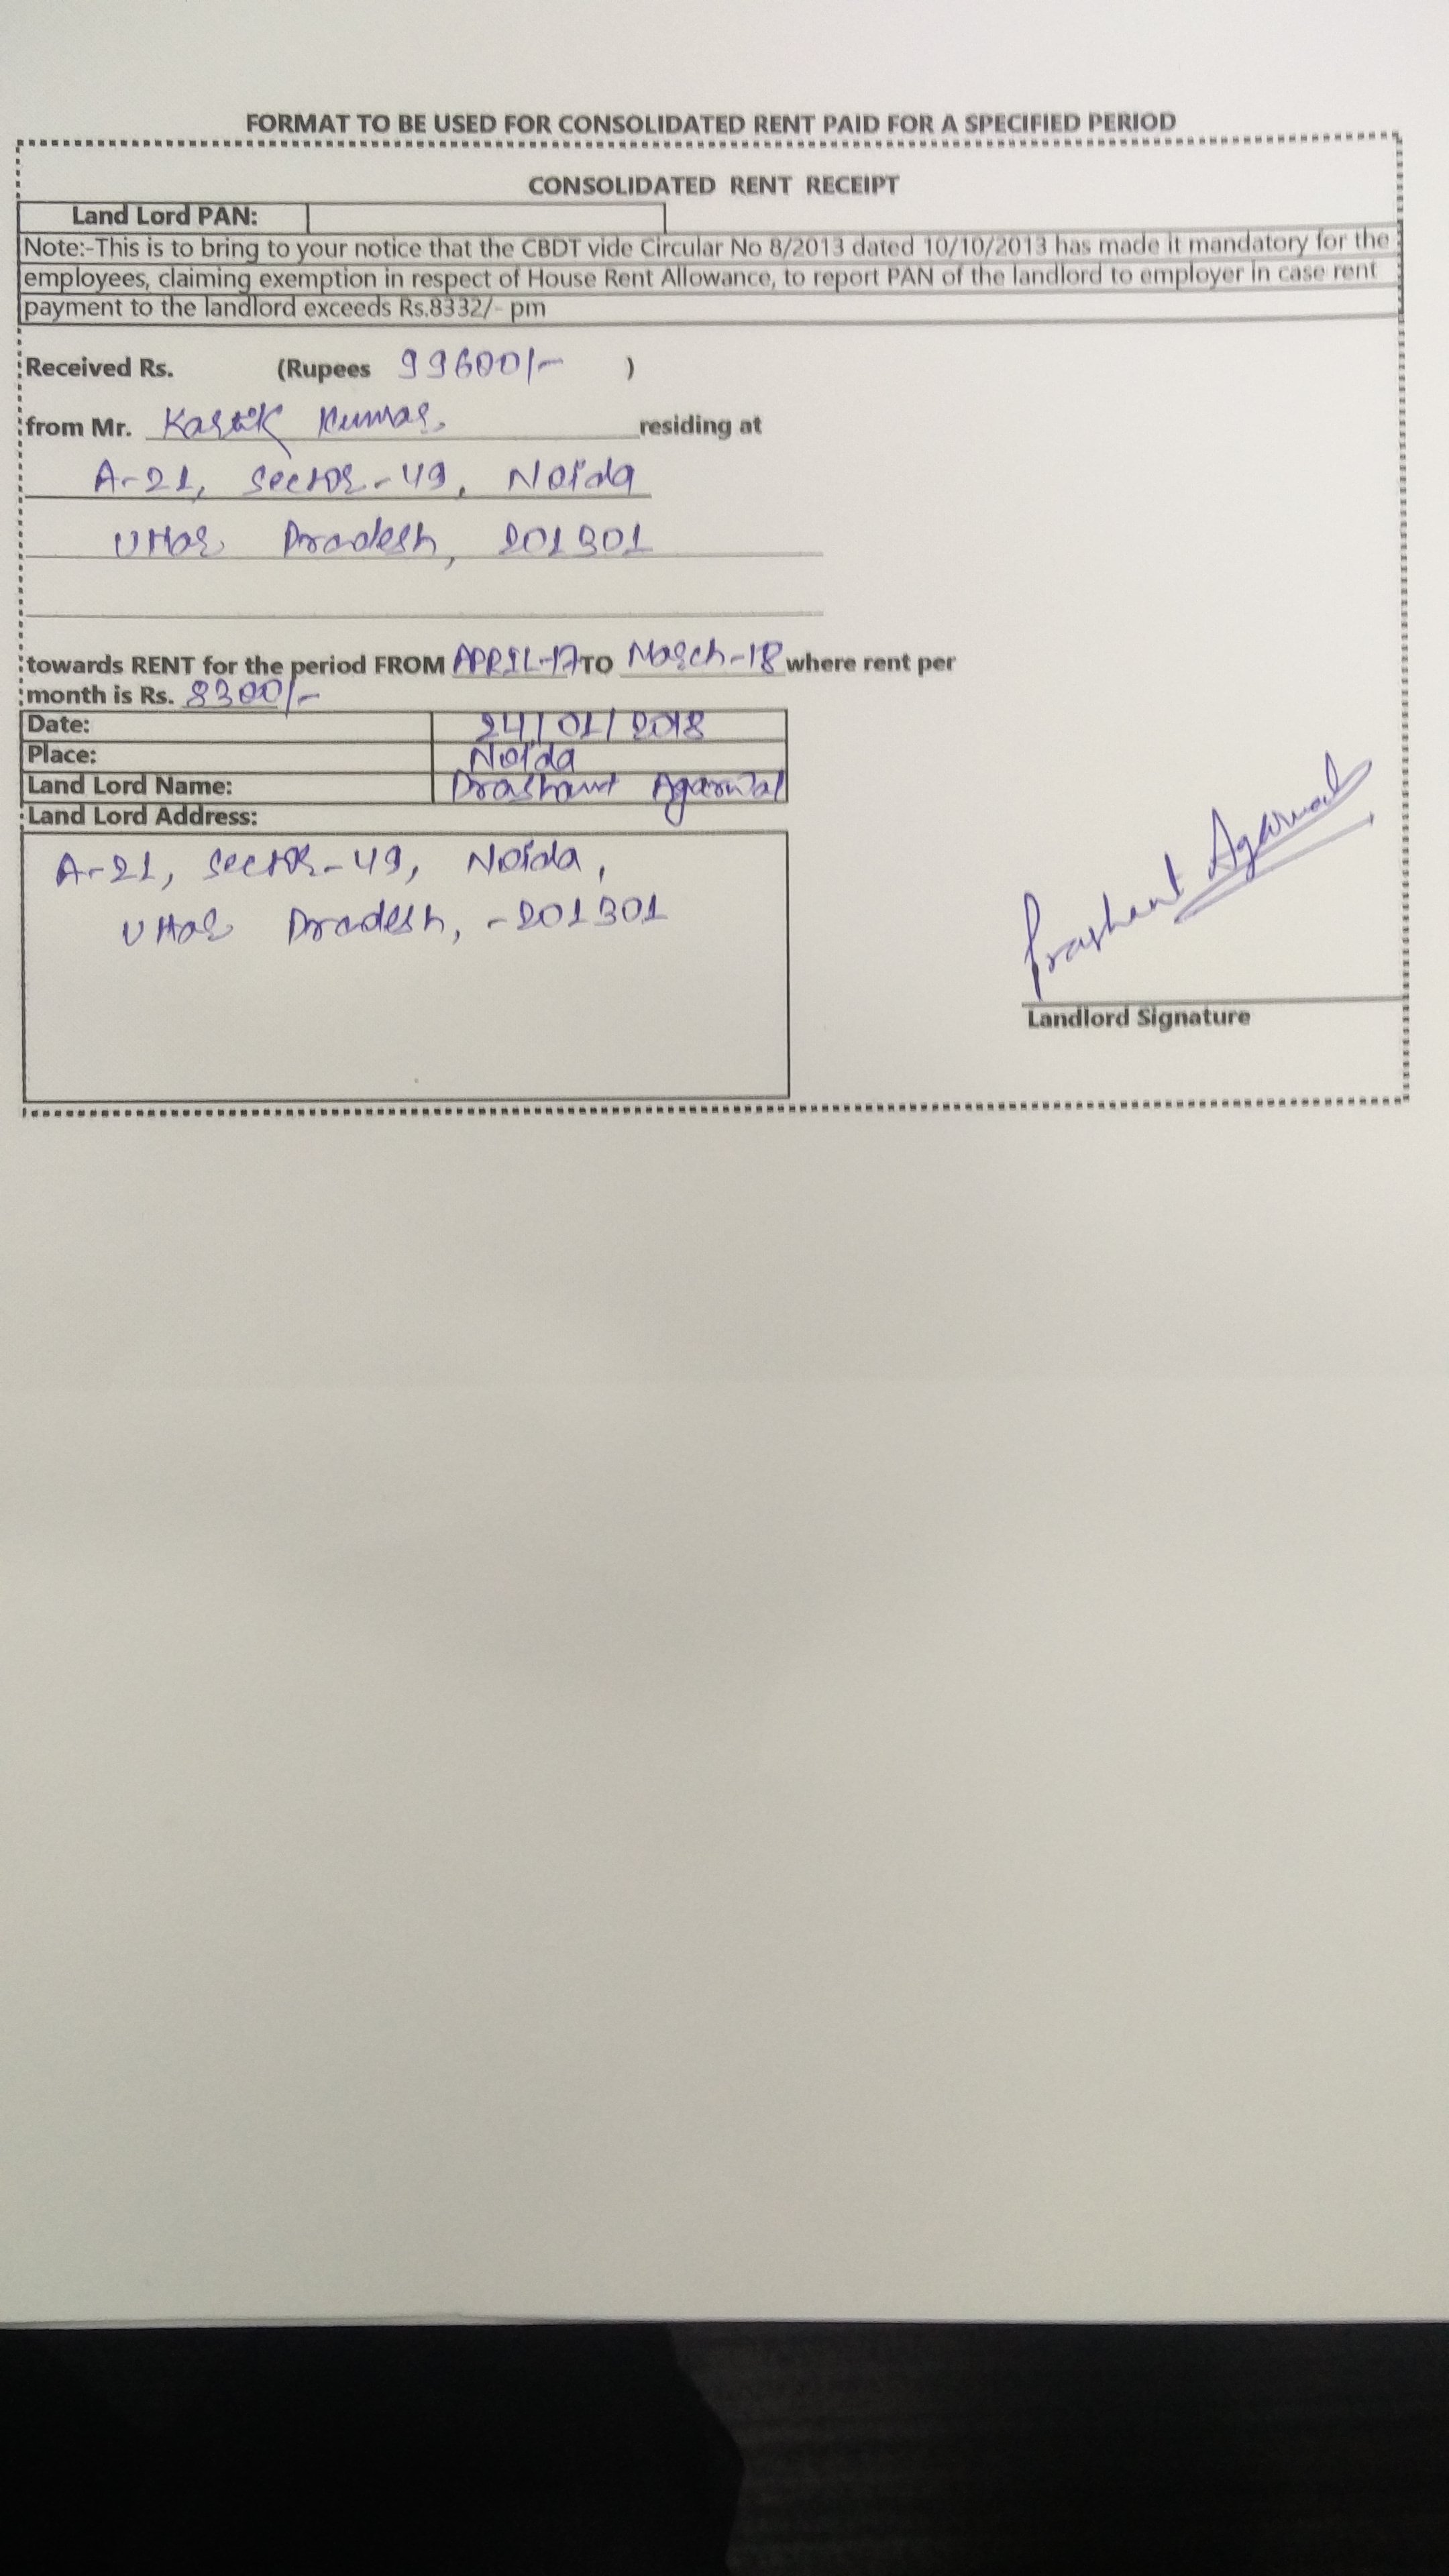 FORMAT TO BE USED FOR CONSOLIDATED RENT PAID FOR A SPECIFIED PERIOD
CONSOLIDATED RENT RECEIPT
Land Lord PAN:
Note:-This is to bring to your notice that the CBDT vide Circular No 8/2013 dated 10/10/2013 has made it mandatory for the
employees, claiming exemption in respect of House Rent Allowance, to report PAN of the landlord to employer in case rent
payment to the landlord exceeds Rs.8332/- pm
Received Rs. (Rupees 99600/- )
from Mr. Kartik Kumar. residing at
A-21, Sector-49, Noida
Uttar Pradesh, 201301
towards RENT for the period FROM APRIL-17 TO March-18 where rent per
month is Rs. 8300/-
Date: 24/01/2018
Place: Noida
Land Lord Name: Prashant Agarwal
Land Lord Address:
A-21, Sector-49, Noida,
Uttar Pradesh, -201301
Prashant Agarwal
Landlord Signature